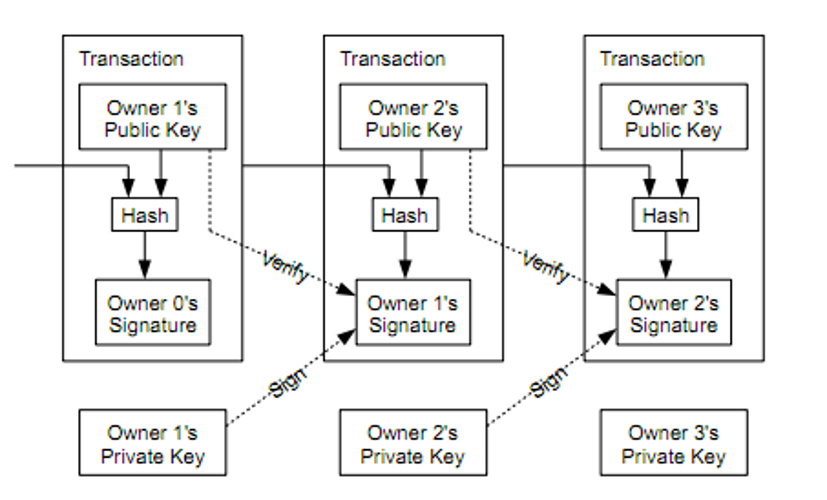 Transaction
Transaction
Transaction
Owner 1's
Public Key
Owner 2's
Public Key
Owner 3's
Public Key
Hash
Hash
Hash
Verify
Verify
Owner 0's
Signature
Owner 1's
Signature
Owner 2's
Signature
Sign
Sign
Owner 1's
Private Key
Owner 2's
Private Key
Owner 3's
Private Key